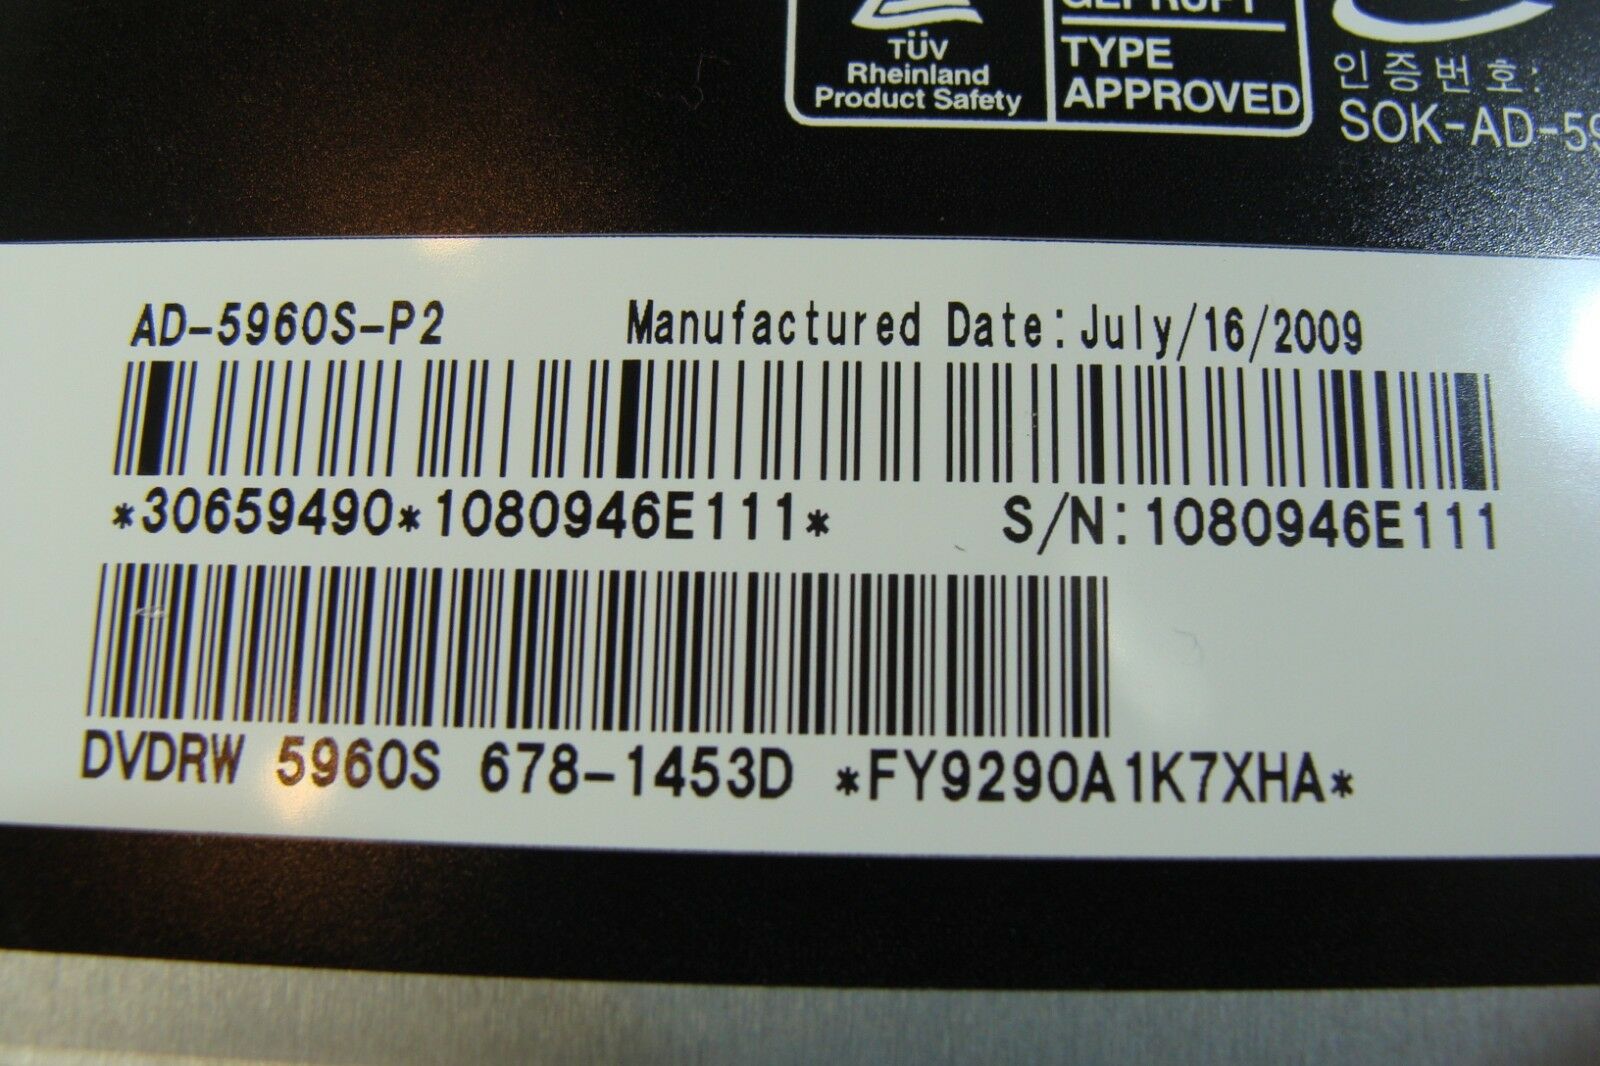 TÜV
Rheinland
Product Safety
GEPRÜFT
TYPE
APPROVED
인증번호:
SOK-AD-59
AD-5960S-P2 Manufactured Date:July/16/2009
*30659490*1080946E111* S/N:1080946E111
DVDRW 5960S 678-1453D *FY9290A1K7XHA*